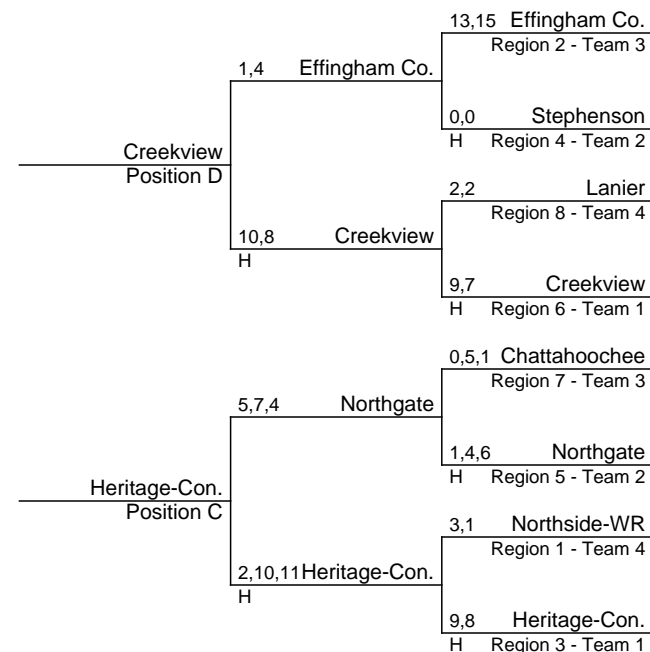 13,15 Effingham Co.
Region 2 - Team 3
1,4 Effingham Co.
0,0 Stephenson
H Region 4 - Team 2
Creekview
Position D
2,2 Lanier
Region 8 - Team 4
10,8 Creekview
H
9,7 Creekview
H Region 6 - Team 1
0,5,1 Chattahoochee
Region 7 - Team 3
5,7,4 Northgate
1,4,6 Northgate
H Region 5 - Team 2
Heritage-Con.
Position C
3,1 Northside-WR
Region 1 - Team 4
2,10,11 Heritage-Con.
H
9,8 Heritage-Con.
H Region 3 - Team 1